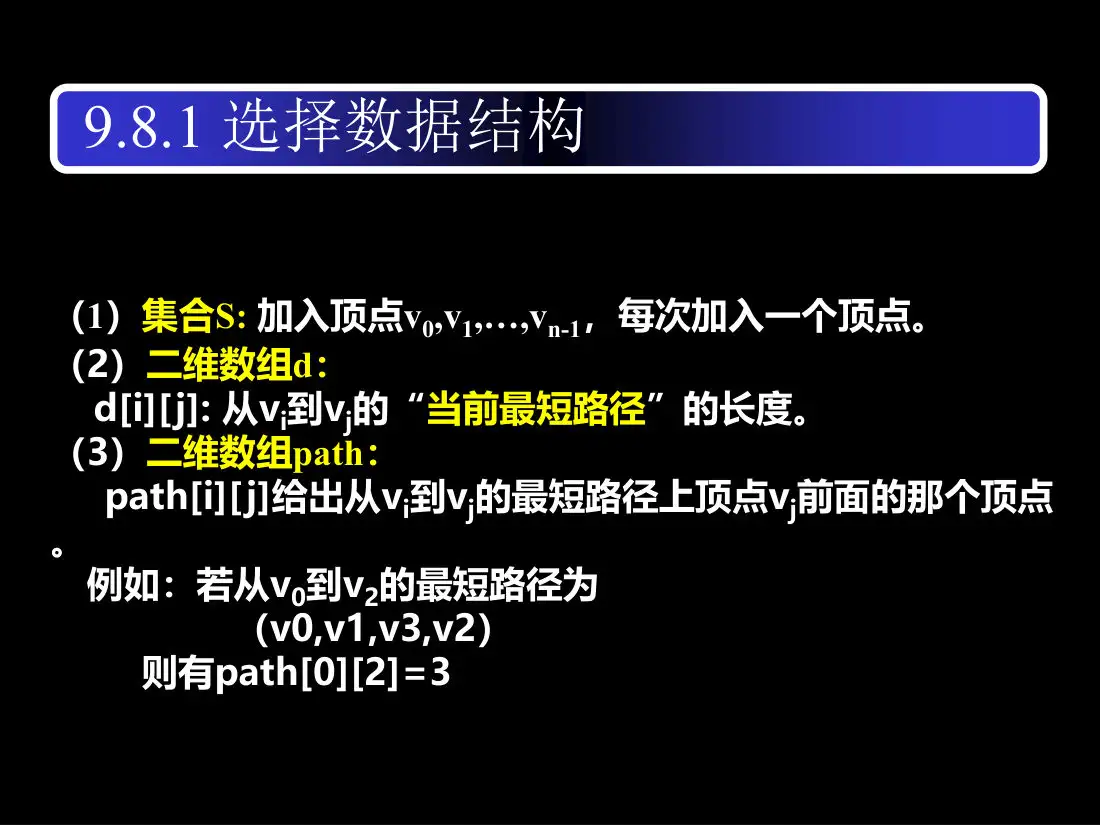 9.8.1 选择数据结构
（1）集合S: 加入顶点v0,v1,…,vn-1，每次加入一个顶点。
（2）二维数组d：
d[i][j]: 从vi到vj的“当前最短路径”的长度。
（3）二维数组path：
path[i][j]给出从vi到vj的最短路径上顶点vj前面的那个顶点
。
例如：若从v0到v2的最短路径为
（v0,v1,v3,v2）
则有path[0][2]=3